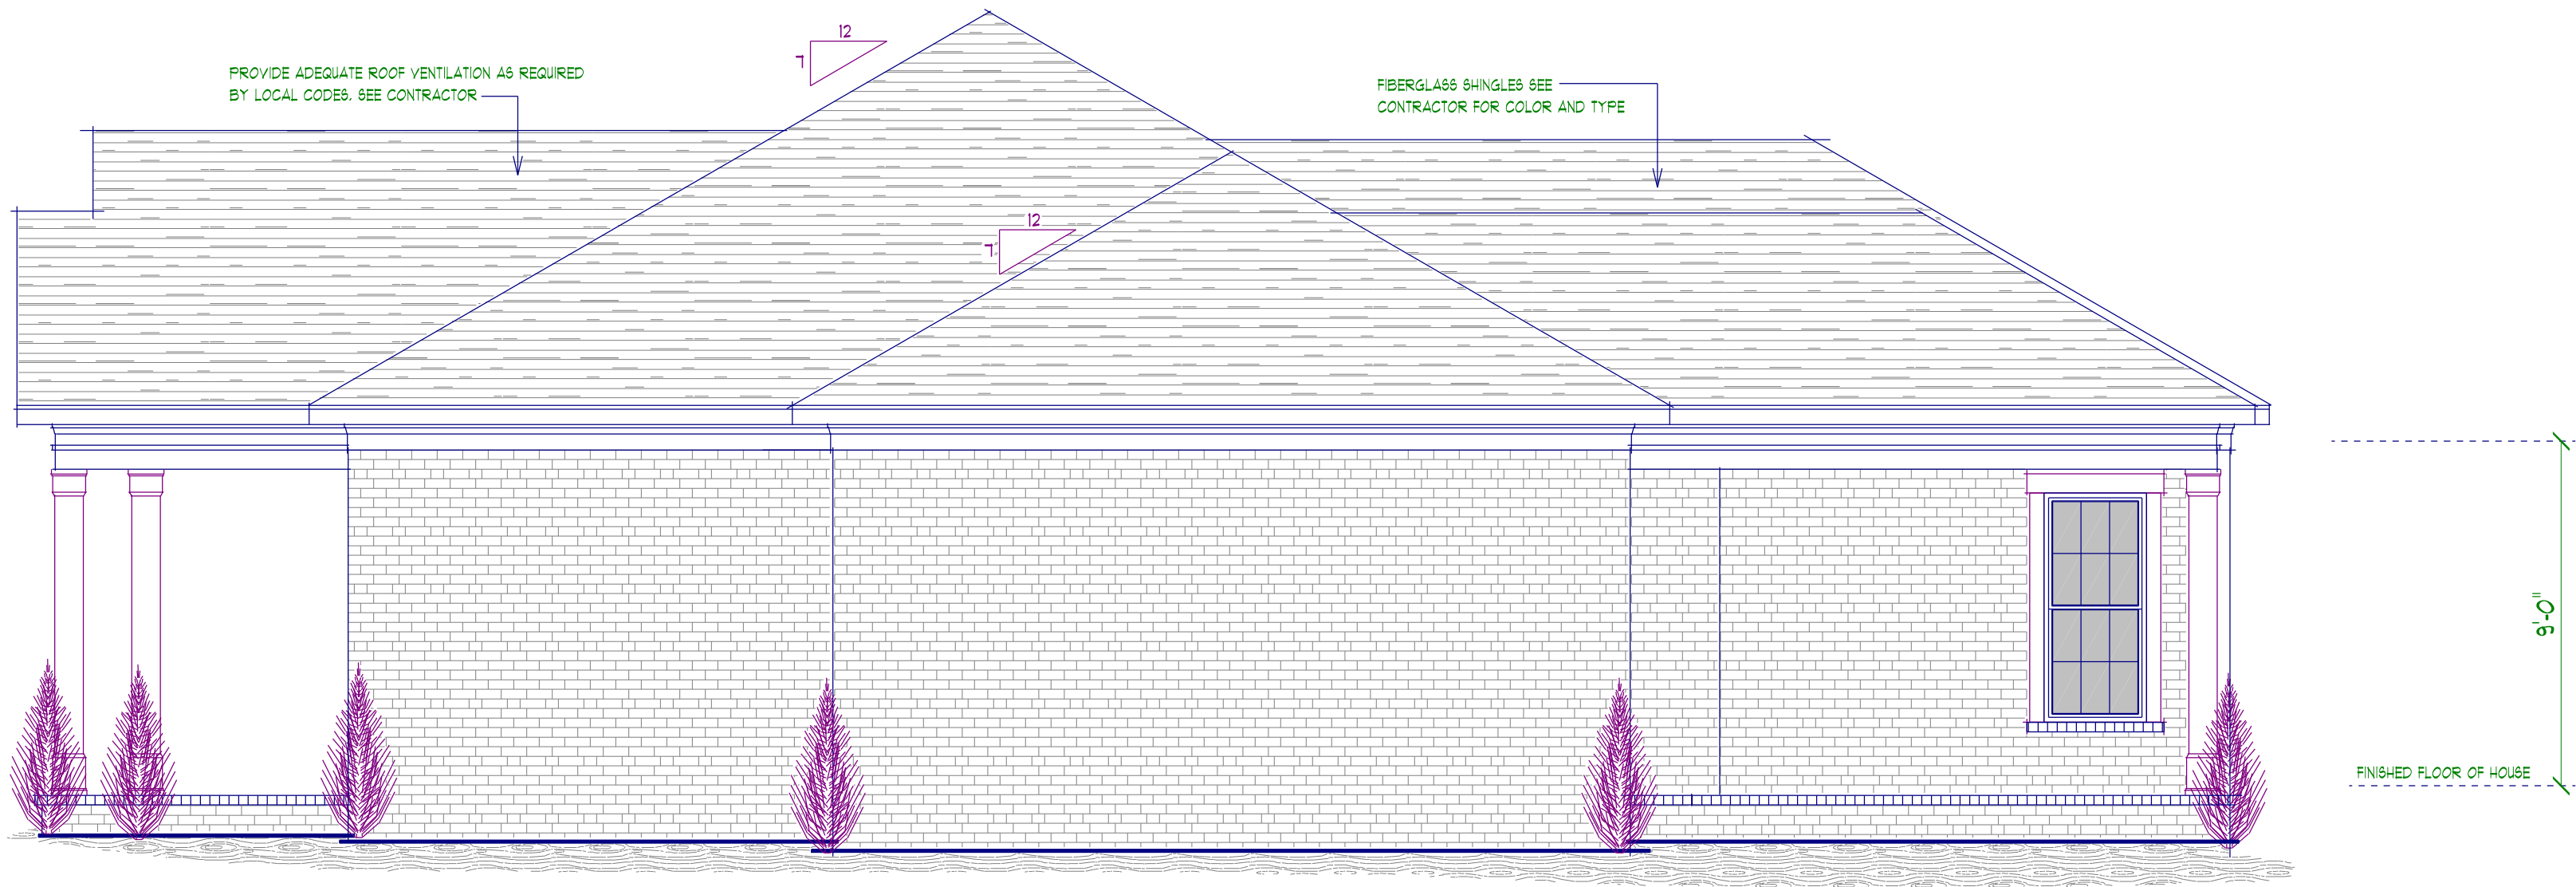 12
7
PROVIDE ADEQUATE ROOF VENTILATION AS REQUIRED
BY LOCAL CODES. SEE CONTRACTOR
FIBERGLASS SHINGLES SEE
CONTRACTOR FOR COLOR AND TYPE
12
7
9'-0"
FINISHED FLOOR OF HOUSE